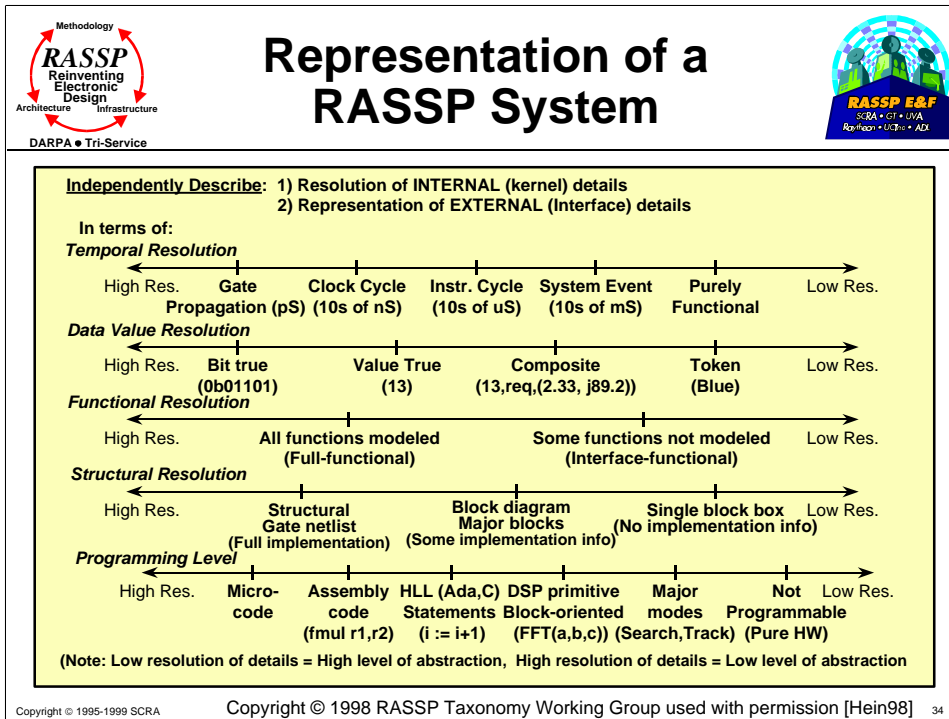 Methodology
RASSP
Reinventing
Electronic
Design
Architecture Infrastructure
DARPA ● Tri-Service
Representation of a
RASSP System
RASSP E&F
SCRA • GT • UVA
Raytheon • UCinc • ADL
Independently Describe: 1) Resolution of INTERNAL (kernel) details
2) Representation of EXTERNAL (Interface) details
In terms of:
Temporal Resolution
High Res. Gate Clock Cycle Instr. Cycle System Event Purely Low Res.
Propagation (pS) (10s of nS) (10s of uS) (10s of mS) Functional
Data Value Resolution
High Res. Bit true Value True Composite Token Low Res.
(0b01101) (13) (13,req,(2.33, j89.2)) (Blue)
Functional Resolution
High Res. All functions modeled Some functions not modeled Low Res.
(Full-functional) (Interface-functional)
Structural Resolution
High Res. Structural Block diagram Single block box Low Res.
Gate netlist Major blocks (No implementation info)
(Full implementation) (Some implementation info)
Programming Level
High Res. Micro- Assembly HLL (Ada,C) DSP primitive Major Not Low Res.
code code Statements Block-oriented modes Programmable
(fmul r1,r2) (i := i+1) (FFT(a,b,c)) (Search,Track) (Pure HW)
(Note: Low resolution of details = High level of abstraction, High resolution of details = Low level of abstraction
Copyright © 1995-1999 SCRA Copyright © 1998 RASSP Taxonomy Working Group used with permission [Hein98] 34